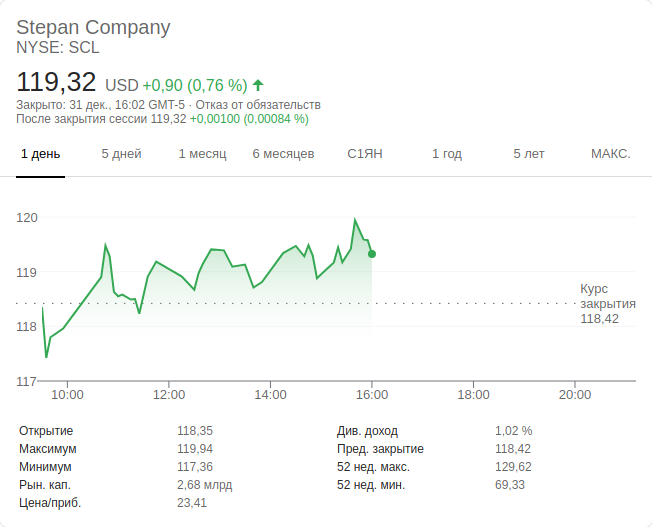 Stepan Company
NYSE: SCL
119,32 USD +0,90 (0,76 %)
Закрыто: 31 дек., 16:02 GMT-5 · Отказ от обязательств
После закрытия сессии 119,32 +0,00100 (0,00084 %)
1 день 5 дней 1 месяц 6 месяцев С1ЯН 1 год 5 лет МАКС.
120
119
Курс
закрытия
118,42
118
117
10:00 12:00 14:00 16:00 18:00 20:00
Открытие 118,35 Див. доход 1,02 %
Максимум 119,94 Пред. закрытие 118,42
Минимум 117,36 52 нед. макс. 129,62
Рын. кап. 2,68 млрд 52 нед. мин. 69,33
Цена/приб. 23,41